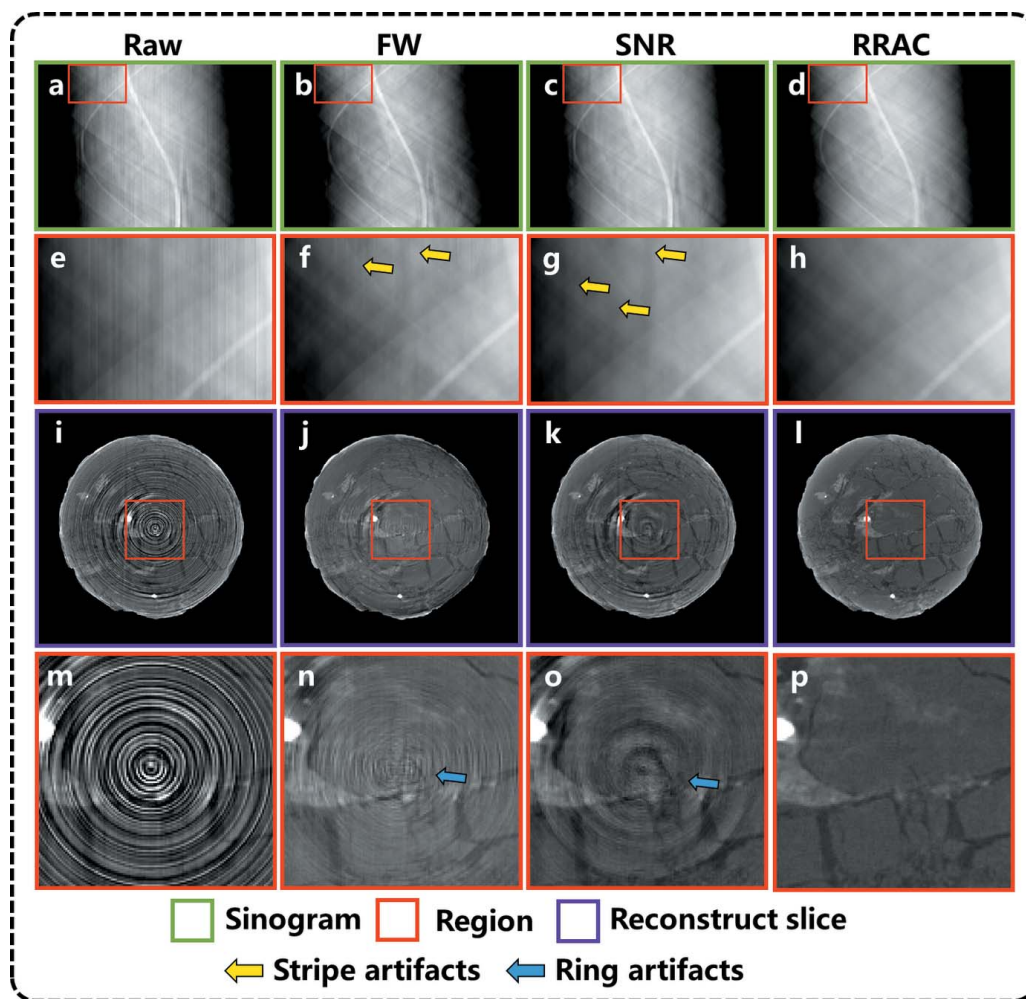 Raw FW SNR RRAC
a b c d
e f g h
i j k l
m n o p
Sinogram Region Reconstruct slice
Stripe artifacts Ring artifacts